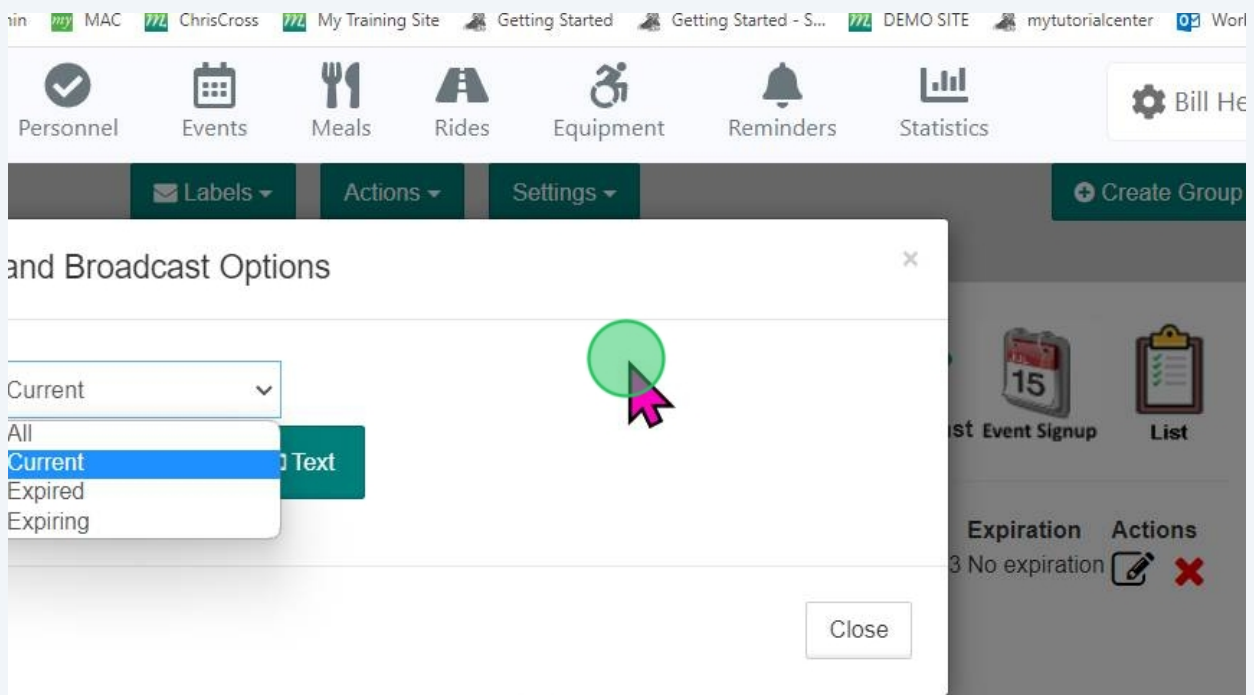 min my MAC ChrisCross My Training Site Getting Started Getting Started - S... DEMO SITE mytutorialcenter Worl
Personnel Events Meals Rides Equipment Reminders Statistics Bill He
Labels Actions Settings Create Group
and Broadcast Options ×
15
Current
All
Current
Expired
Expiring
Text
ist Event Signup List
Expiration Actions
3 No expiration
Close